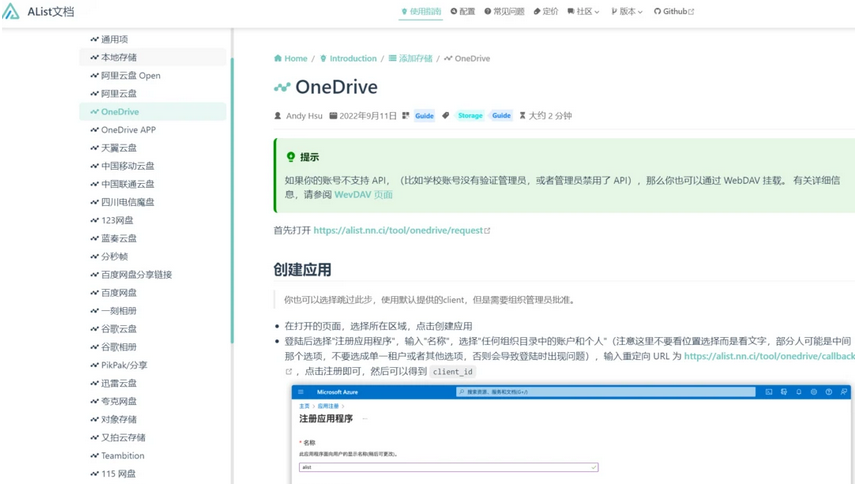 AList文档
使用指南 配置 常见问题 定价 社区 版本 Github
通用项
本地存储
阿里云盘 Open
阿里云盘
OneDrive
OneDrive APP
天翼云盘
中国移动云盘
中国联通云盘
四川电信魔盘
123网盘
蓝奏云盘
分秒帧
百度网盘分享链接
百度网盘
一刻相册
谷歌云盘
谷歌相册
PikPak/分享
迅雷云盘
夸克网盘
对象存储
又拍云存储
Teambition
115 网盘
Home / Introduction / 添加存储 / OneDrive
OneDrive
Andy Hsu 2022年9月11日 Guide Storage Guide 大约 2 分钟
提示
如果你的账号不支持 API，（比如学校账号没有验证管理员，或者管理员禁用了 API），那么你也可以通过 WebDAV 挂载。 有关详细信
息，请参阅 WevDAV 页面
首先打开 https://alist.nn.ci/tool/onedrive/request
创建应用
你也可以选择跳过此步，使用默认提供的client，但是需要组织管理员批准。
在打开的页面，选择所在区域，点击创建应用
登陆后选择"注册应用程序"，输入"名称"，选择"任何组织目录中的账户和个人"（注意这里不要看位置选择而是看文字，部分人可能是中间
那个选项，不要选成单一租户或者其他选项，否则会导致登陆时出现问题），输入重定向 URL 为 https://alist.nn.ci/tool/onedrive/callback
，点击注册即可，然后可以得到 client_id
Microsoft Azure
搜索资源、服务和文档(G+/)
主页 > 应用注册 >
注册应用程序 ...
* 名称
此应用程序面向用户的显示名称(稍后可更改)。
alist